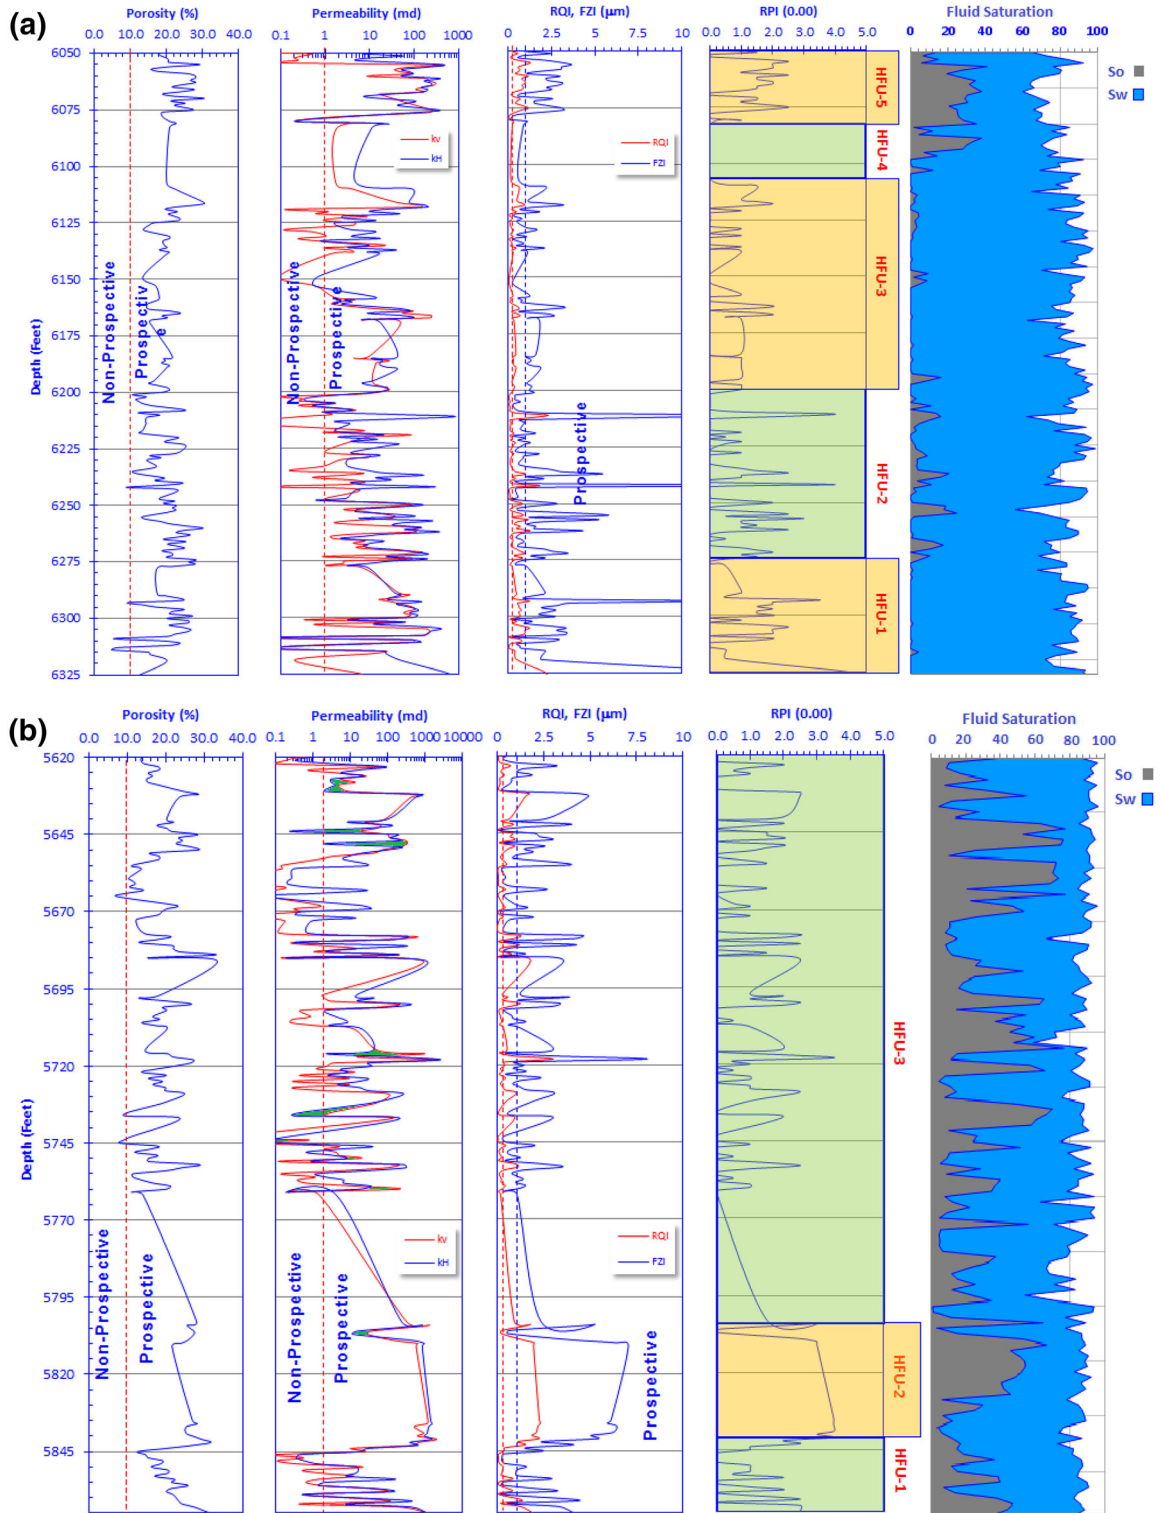 (a)
Porosity (%)
0.0 10.0 20.0 30.0 40.0
Permeability (md)
0.1 1 10 100 1000
RQI, FZI (μm)
0 2.5 5 7.5 10
RPI (0.00)
0.0 1.0 2.0 3.0 4.0 5.0
Fluid Saturation
0 20 40 60 80 100
So
Sw
Depth (Feet)
6050
6075
6100
6125
6150
6175
6200
6225
6250
6275
6300
6325
Non-Prospective
Prospectiv
e
kv
kH
Non-Prospective
Prospective
RQI
FZI
Prospective
HFU-5
HFU-4
HFU-3
HFU-2
HFU-1
(b)
Porosity (%)
0.0 10.0 20.0 30.0 40.0
Permeability (md)
0.1 1 10 100 1000 10000
RQI, FZI (μm)
0 2.5 5 7.5 10
RPI (0.00)
0.0 1.0 2.0 3.0 4.0 5.0
Fluid Saturation
0 20 40 60 80 100
So
Sw
Depth (Feet)
5620
5645
5670
5695
5720
5745
5770
5795
5820
5845
Non-Prospective
Prospective
kv
kH
Non-Prospective
Prospective
RQI
FZI
Prospective
HFU-3
HFU-2
HFU-1